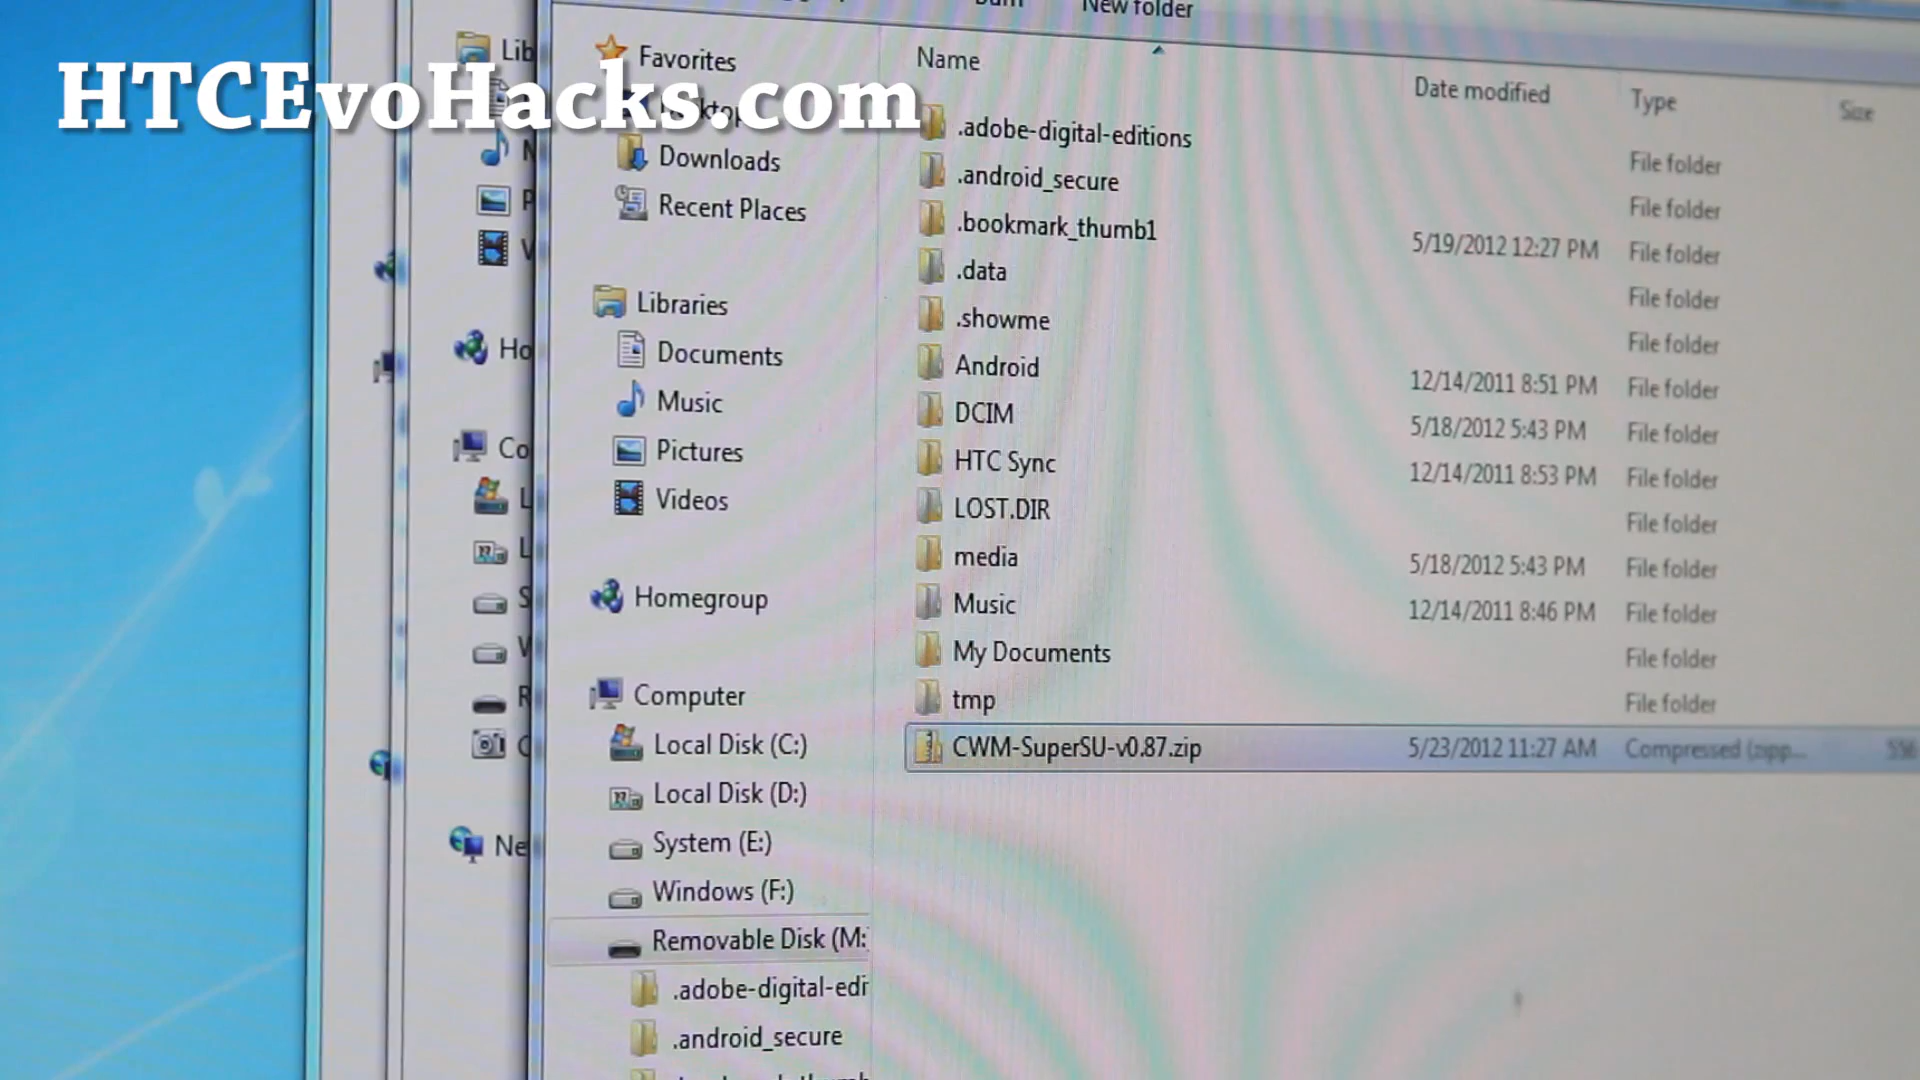 HTCEvoHacks.com
New folder
Lib
Ho
Co
Ne
Favorites
Downloads
Recent Places
Libraries
Documents
Music
Pictures
Videos
Homegroup
Computer
Local Disk (C:)
Local Disk (D:)
System (E:)
Windows (F:)
Removable Disk (M:
.adobe-digital-edi
.android_secure
Name Date modified Type Size
.adobe-digital-editions File folder
.android_secure File folder
.bookmark_thumb1 5/19/2012 12:27 PM File folder
.data File folder
.showme File folder
Android 12/14/2011 8:51 PM File folder
DCIM 5/18/2012 5:43 PM File folder
HTC Sync 12/14/2011 8:53 PM File folder
LOST.DIR File folder
media 5/18/2012 5:43 PM File folder
Music 12/14/2011 8:46 PM File folder
My Documents File folder
tmp File folder
CWM-SuperSU-v0.87.zip 5/23/2012 11:27 AM Compressed (zipp...